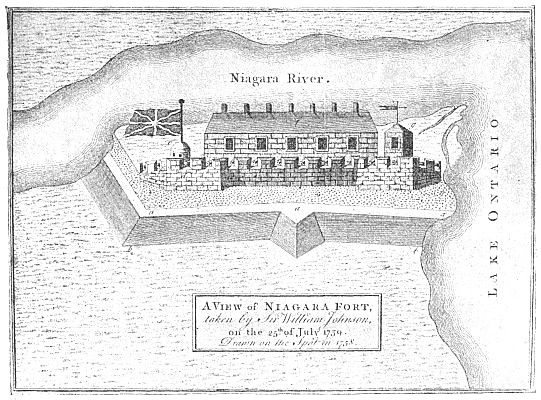 Niagara River.
LAKE ONTARIO
a
a
a
b
A VIEW of NIAGARA FORT,
taken by Sir William Johnson,
on the 25th of July 1759.
Drawn on the Spot in 1758.